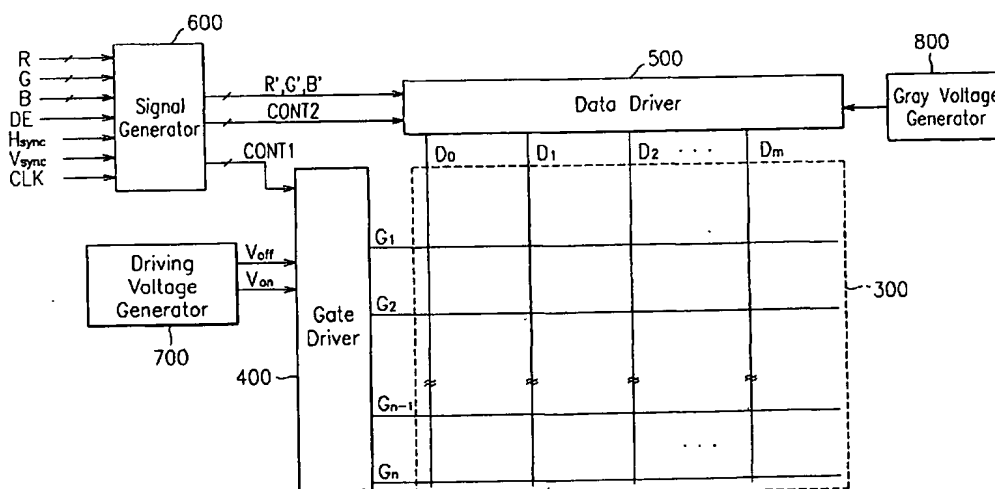 600
R
G
B
DE
Hsync
Vsync
CLK
Signal
Generator
R',G',B'
CONT2
CONT1
500
Data Driver
800
Gray Voltage
Generator
D0 D1 D2 · · · Dm
Driving
Voltage
Generator
700
Voff
Von
Gate
Driver
400
G1
G2
Gn-1
Gn
· · ·
300